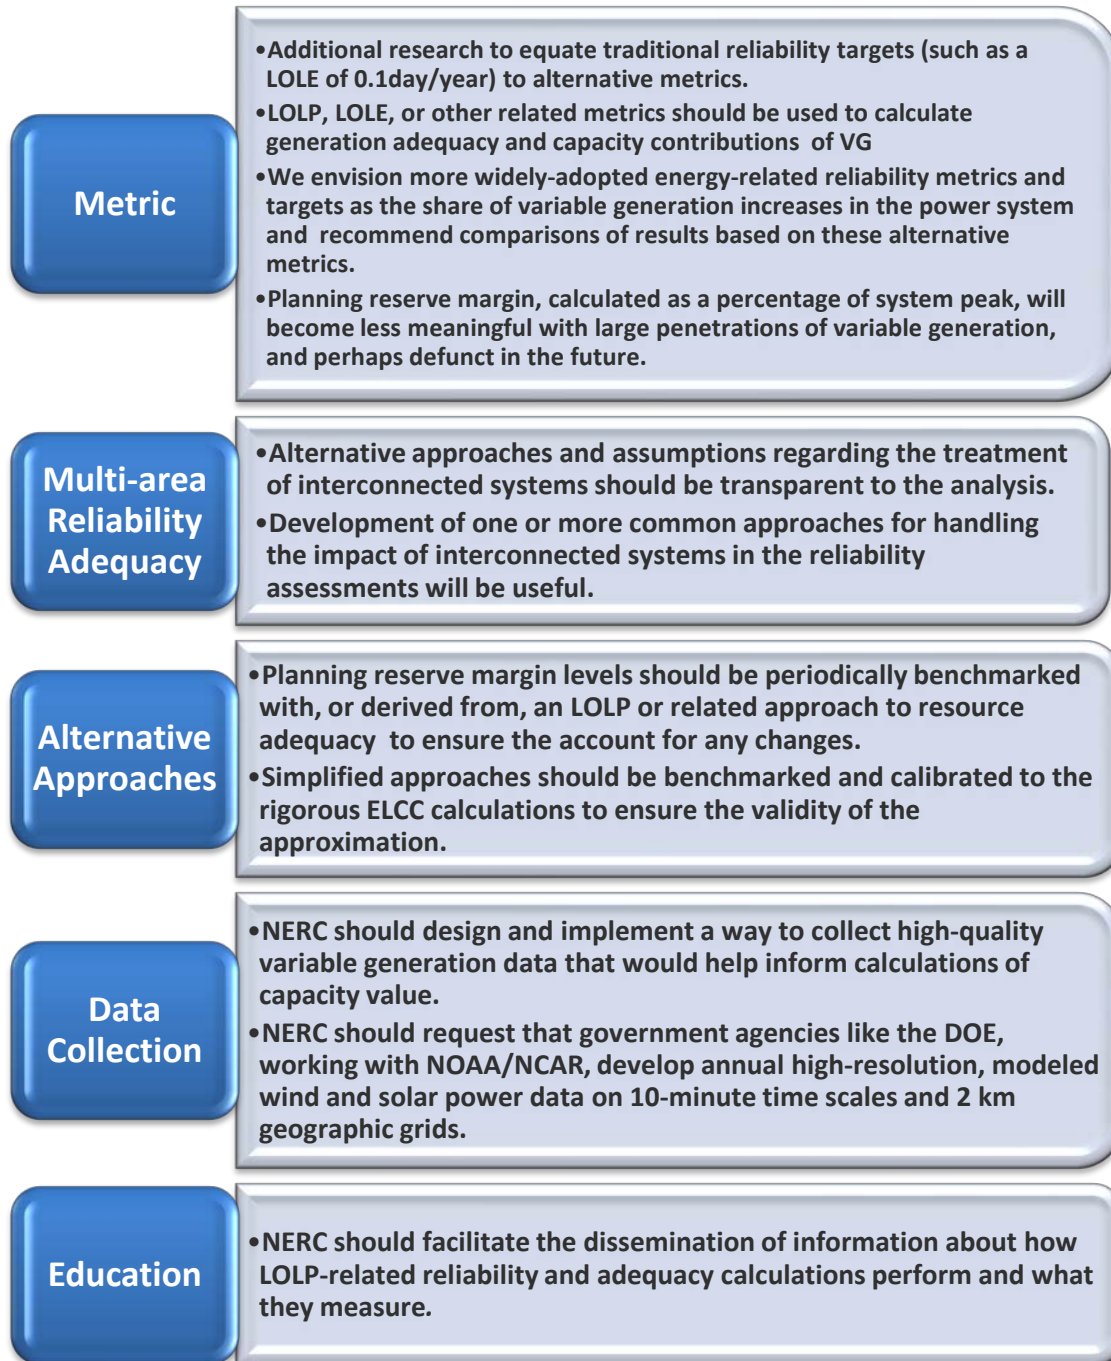 Metric
•Additional research to equate traditional reliability targets (such as a
LOLE of 0.1day/year) to alternative metrics.
•LOLP, LOLE, or other related metrics should be used to calculate
generation adequacy and capacity contributions  of VG
•We envision more widely-adopted energy-related reliability metrics and
targets as the share of variable generation increases in the power system
and  recommend comparisons of results based on these alternative
metrics.
•Planning reserve margin, calculated as a percentage of system peak, will
become less meaningful with large penetrations of variable generation,
and perhaps defunct in the future.
Multi-area
Reliability
Adequacy
•Alternative approaches and assumptions regarding the treatment
of interconnected systems should be transparent to the analysis.
•Development of one or more common approaches for handling
the impact of interconnected systems in the reliability
assessments will be useful.
Alternative
Approaches
•Planning reserve margin levels should be periodically benchmarked
with, or derived from, an LOLP or related approach to resource
adequacy  to ensure the account for any changes.
•Simplified approaches should be benchmarked and calibrated to the
rigorous ELCC calculations to ensure the validity of the
approximation.
Data
Collection
•NERC should design and implement a way to collect high-quality
variable generation data that would help inform calculations of
capacity value.
•NERC should request that government agencies like the DOE,
working with NOAA/NCAR, develop annual high-resolution, modeled
wind and solar power data on 10-minute time scales and 2 km
geographic grids.
Education
•NERC should facilitate the dissemination of information about how
LOLP-related reliability and adequacy calculations perform and what
they measure.